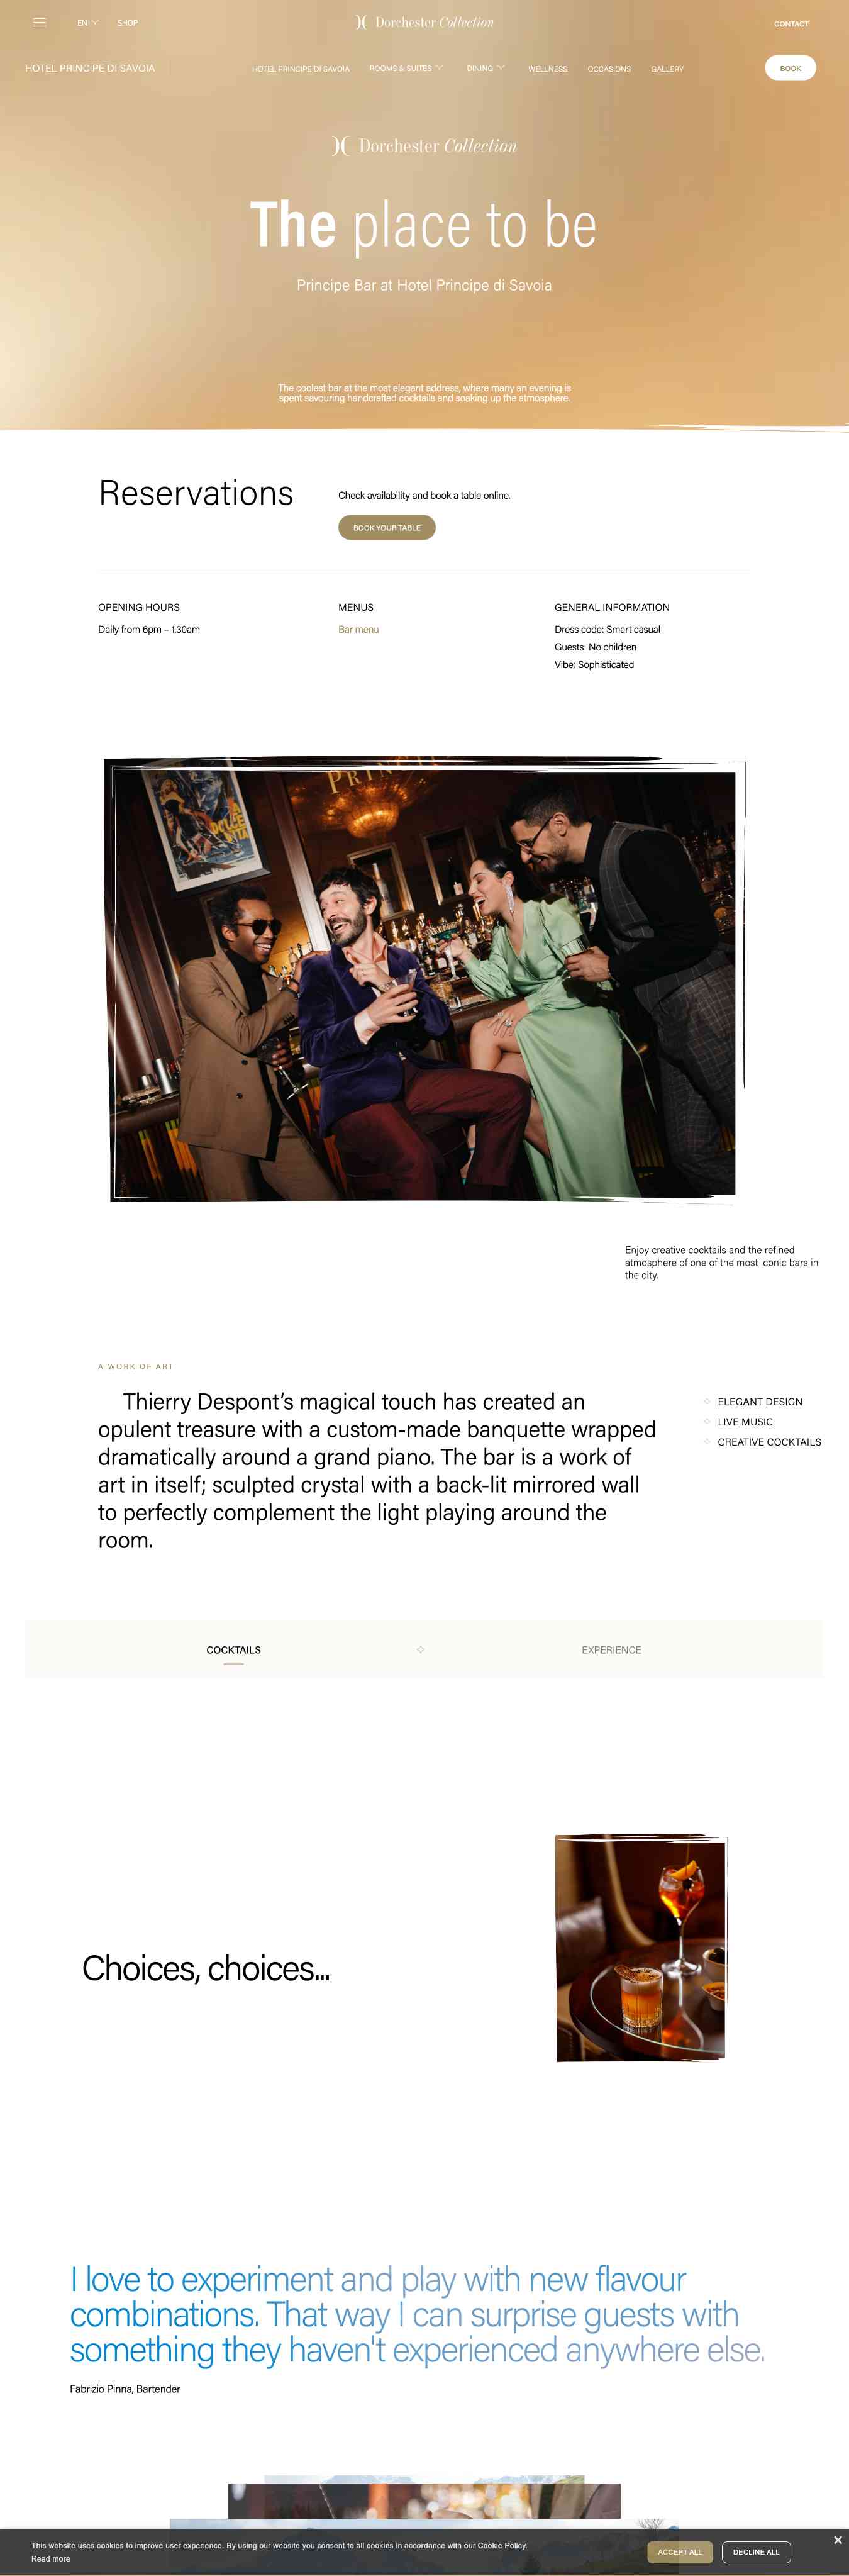 EN
SHOP
Dorchester Collection
CONTACT
HOTEL PRINCIPE DI SAVOIA
HOTEL PRINCIPE DI SAVOIA
ROOMS & SUITES
DINING
WELLNESS
OCCASIONS
GALLERY
BOOK
Dorchester Collection
The place to be
Principe Bar at Hotel Principe di Savoia
The coolest bar at the most elegant address, where many an evening is
spent savouring handcrafted cocktails and soaking up the atmosphere.
Reservations
Check availability and book a table online.
BOOK YOUR TABLE
OPENING HOURS
Daily from 6pm – 1.30am
MENUS
Bar menu
GENERAL INFORMATION
Dress code: Smart casual
Guests: No children
Vibe: Sophisticated
DOLCE
VITA
Enjoy creative cocktails and the refined
atmosphere of one of the most iconic bars in
the city.
A WORK OF ART
Thierry Despont’s magical touch has created an
opulent treasure with a custom-made banquette wrapped
dramatically around a grand piano. The bar is a work of
art in itself; sculpted crystal with a back-lit mirrored wall
to perfectly complement the light playing around the
room.
ELEGANT DESIGN
LIVE MUSIC
CREATIVE COCKTAILS
COCKTAILS
EXPERIENCE
Choices, choices...
I love to experiment and play with new flavour
combinations. That way I can surprise guests with
something they haven't experienced anywhere else.
Fabrizio Pinna, Bartender
This website uses cookies to improve user experience. By using our website you consent to all cookies in accordance with our Cookie Policy.
Read more
ACCEPT ALL
DECLINE ALL